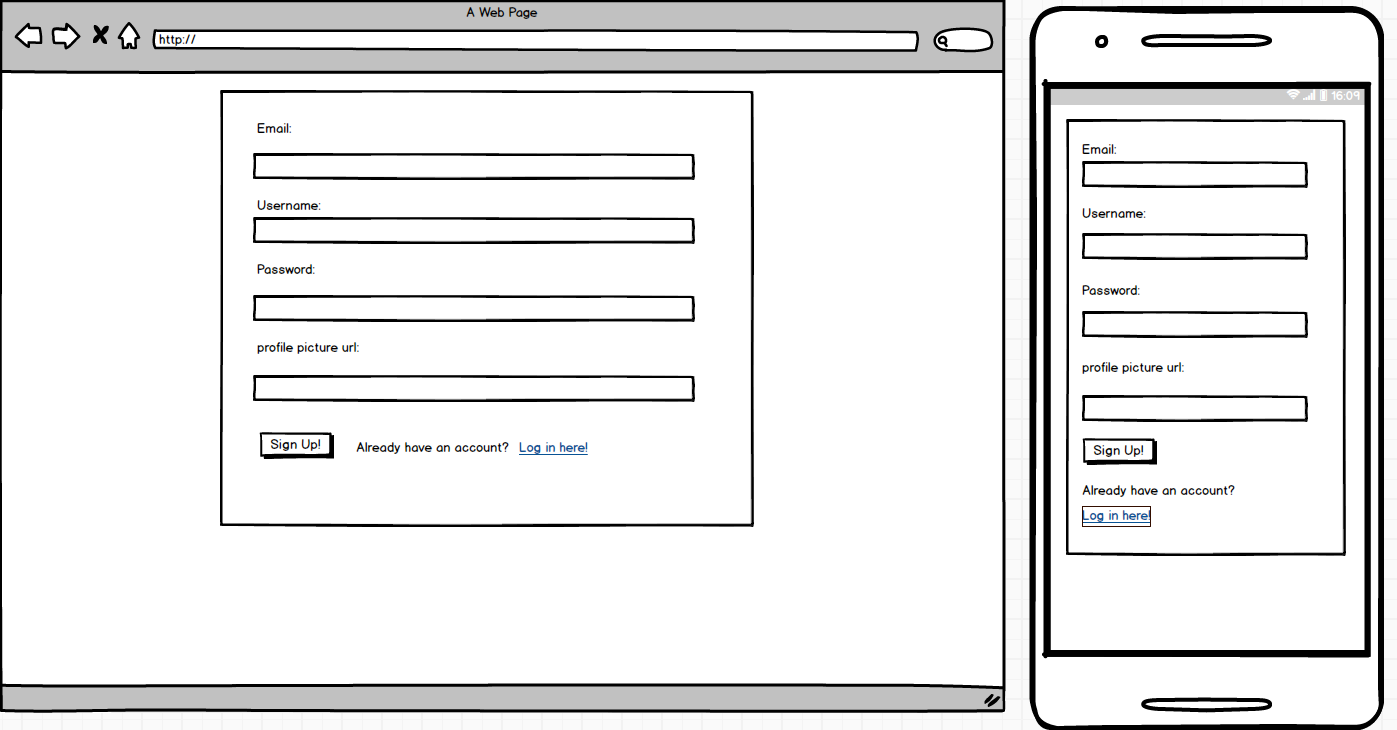 A Web Page
http://
Email:
Username:
Password:
profile picture url:
Sign Up! Already have an account? Log in here!
16:09
Email:
Username:
Password:
profile picture url:
Sign Up!
Already have an account?
Log in here!